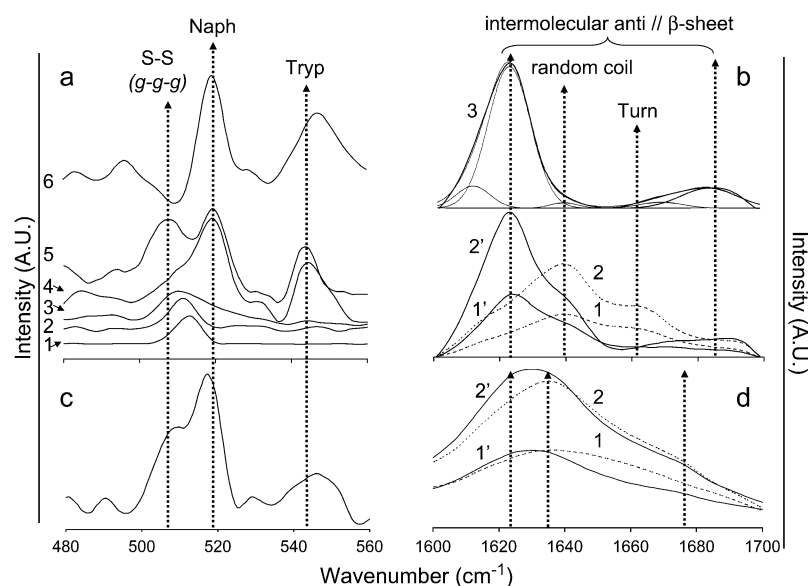 intermolecular anti // β-sheet
Naph
S-S
(g-g-g)
Tryp
random coil
Turn
a
b
3
6
5
4
3
2
1
2'
2
1'
1
c
d
2'
2
1'
1
Intensity (A.U.)
Intensity (A.U.)
480 500 520 540 560
1600 1620 1640 1660 1680 1700
Wavenumber (cm-1)